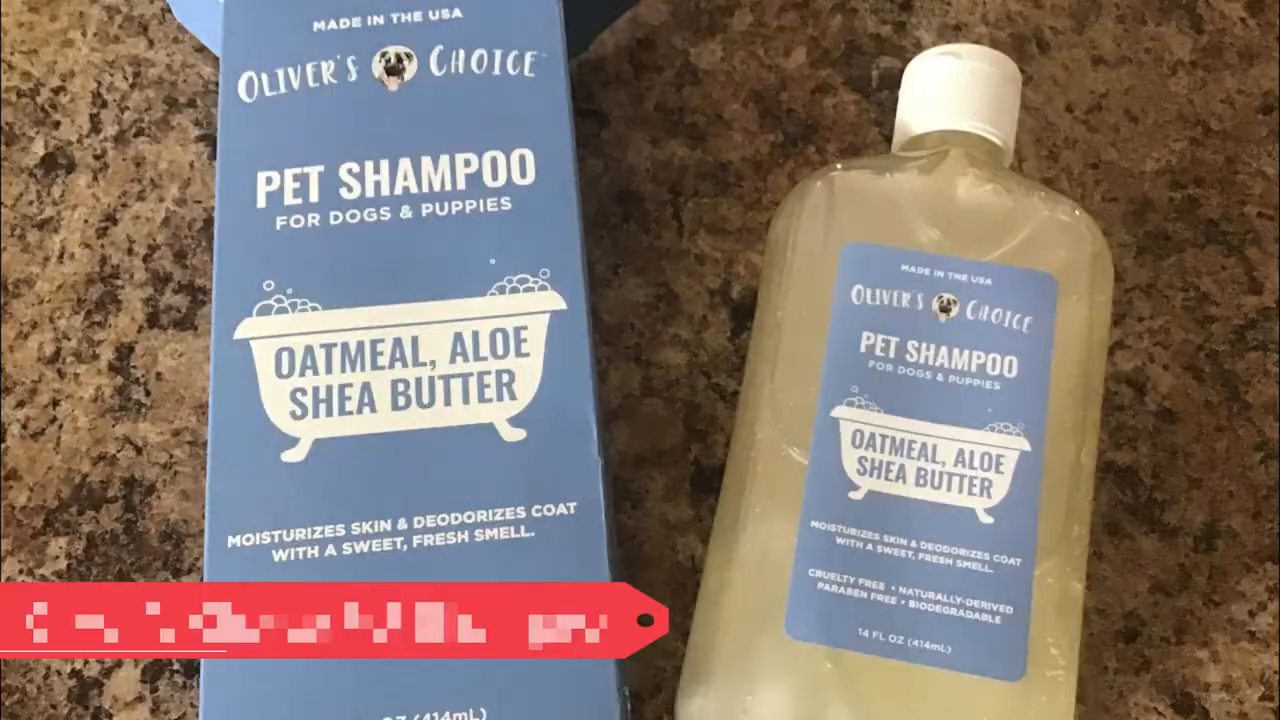 MADE IN THE USA
OLIVER'S CHOICE
PET SHAMPOO
FOR DOGS & PUPPIES
OATMEAL, ALOE
SHEA BUTTER
MOISTURIZES SKIN & DEODORIZES COAT
WITH A SWEET, FRESH SMELL.
OZ (414mL)
MADE IN THE USA
OLIVER'S CHOICE
PET SHAMPOO
FOR DOGS & PUPPIES
OATMEAL, ALOE
SHEA BUTTER
MOISTURIZES SKIN & DEODORIZES COAT
WITH A SWEET, FRESH SMELL.
CRUELTY FREE • NATURALLY-DERIVED
PARABEN FREE • BIODEGRADABLE
14 FL OZ (414mL)